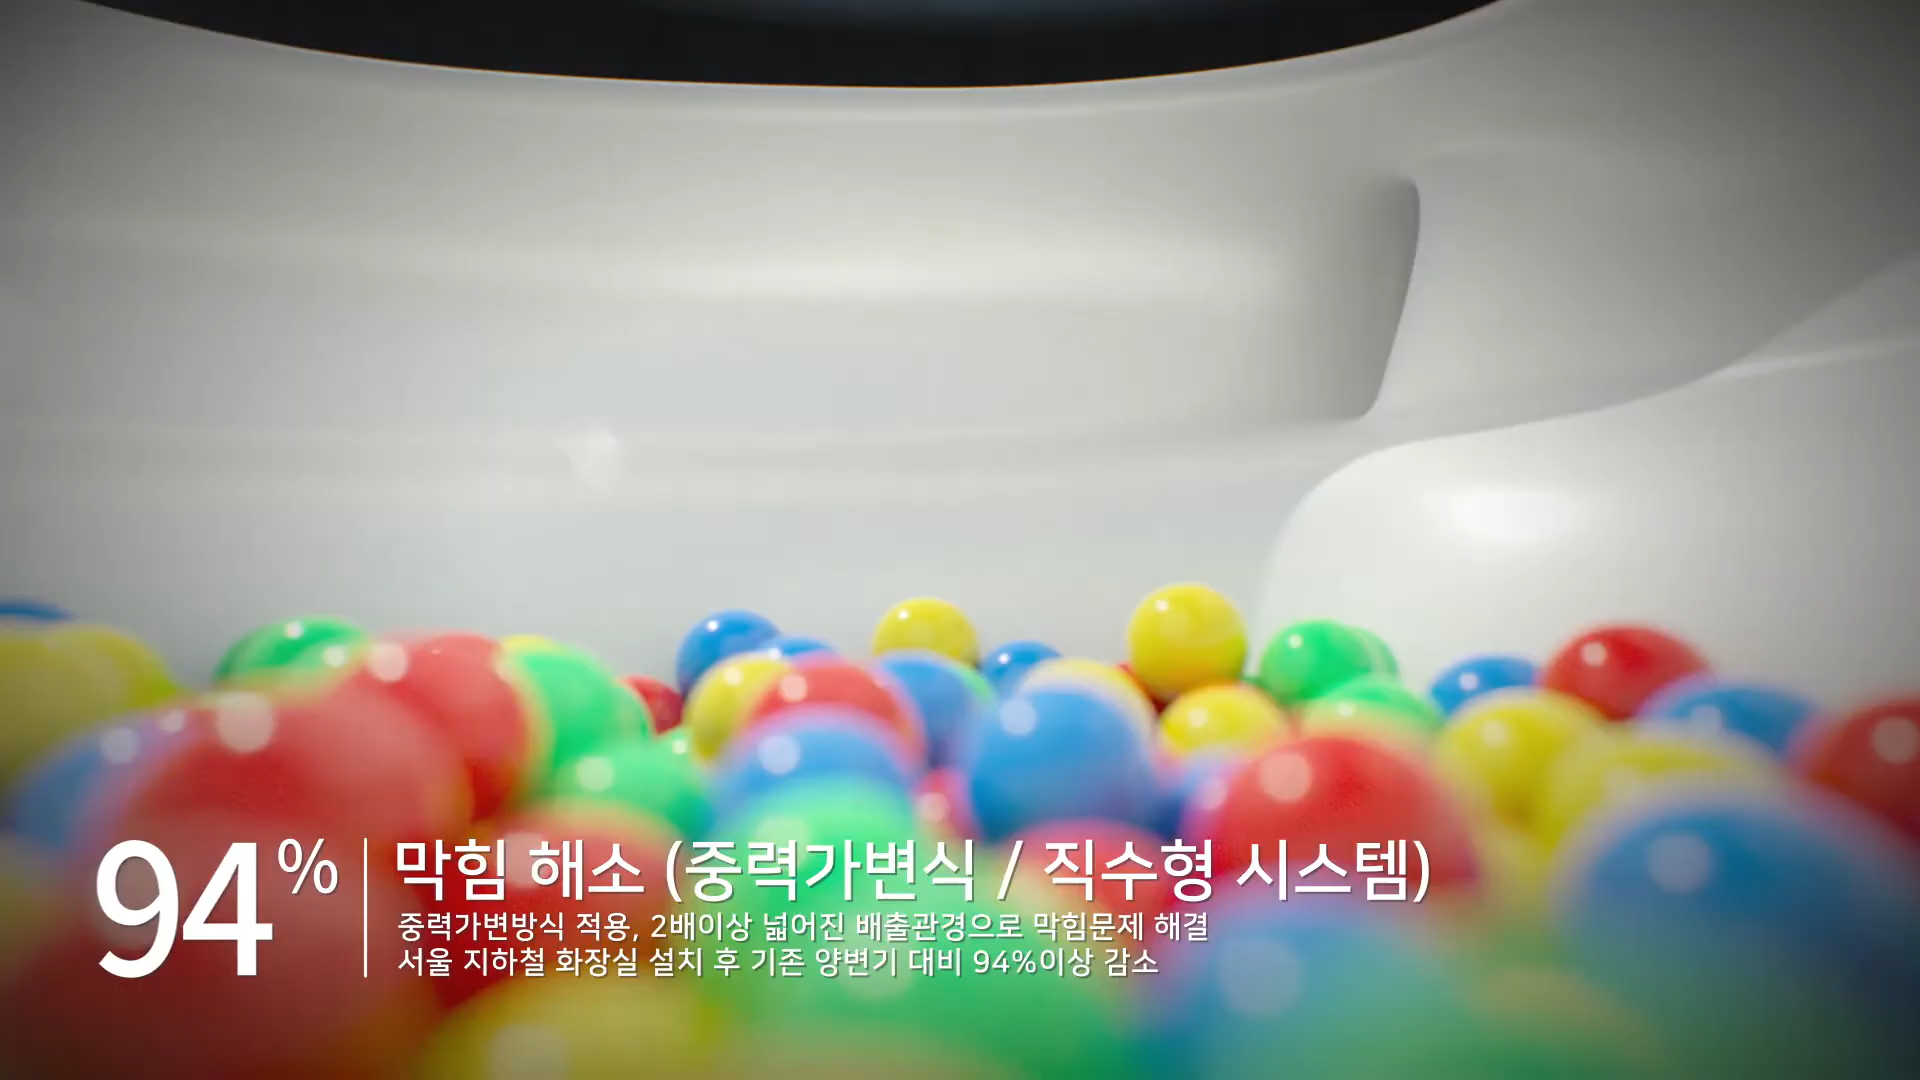 94%
막힘 해소 (중력가변식 / 직수형 시스템)
중력가변방식 적용, 2배이상 넓어진 배출관경으로 막힘문제 해결
서울 지하철 화장실 설치 후 기존 양변기 대비 94%이상 감소